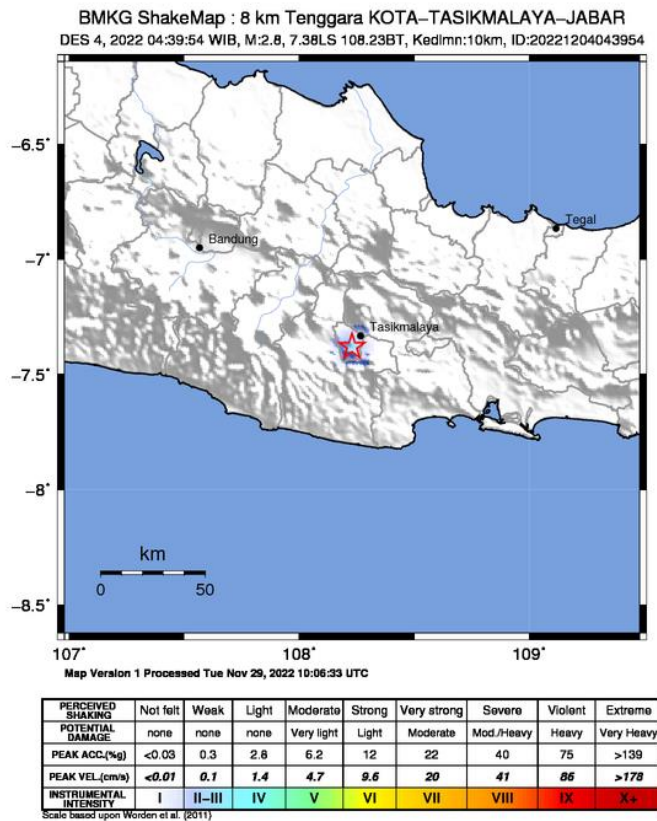 BMKG ShakeMap : 8 km Tenggara KOTA-TASIKMALAYA-JABAR
DES 4, 2022 04:39:54 WIB, M:2.8, 7.38LS 108.23BT, Kedlmn:10km, ID:20221204043954
-6.5°
Tegal
Bandung
-7°
Tasikmalaya
-7.5°
-8°
km
0 50
-8.5°
107° 108° 109°
Map Version 1 Processed Tue Nov 29, 2022 10:06:33 UTC
PERCEIVED SHAKING Not felt Weak Light Moderate Strong Very strong Severe Violent Extreme
POTENTIAL DAMAGE none none none Very light Light Moderate Mod./Heavy Heavy Very Heavy
PEAK ACC.(%g) <0.03 0.3 2.8 6.2 12 22 40 75 >139
PEAK VEL.(cm/s) <0.01 0.1 1.4 4.7 9.6 20 41 86 >178
INSTRUMENTAL INTENSITY I II-III IV V VI VII VIII IX X+
Scale based upon Worden et al. (2011)